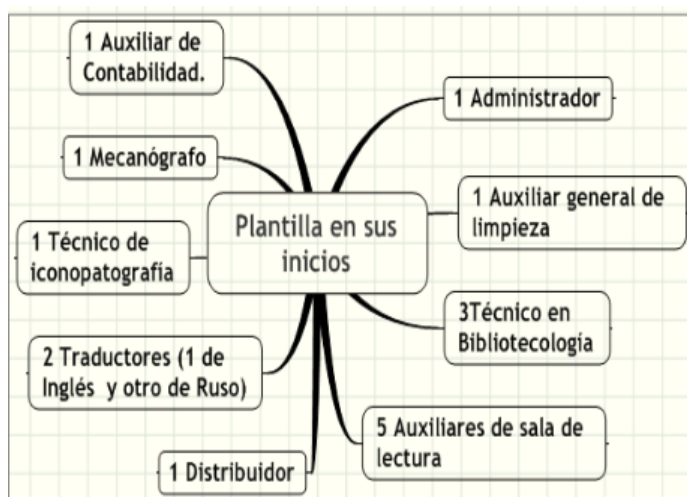 1 Auxiliar de
Contabilidad.
1 Administrador
1 Mecanógrafo
1 Auxiliar general de
limpieza
Plantilla en sus
inicios
1 Técnico de
iconopatografía
3Técnico en
Bibliotecología
2 Traductores (1 de
Inglés y otro de Ruso)
5 Auxiliares de sala de
lectura
1 Distribuidor